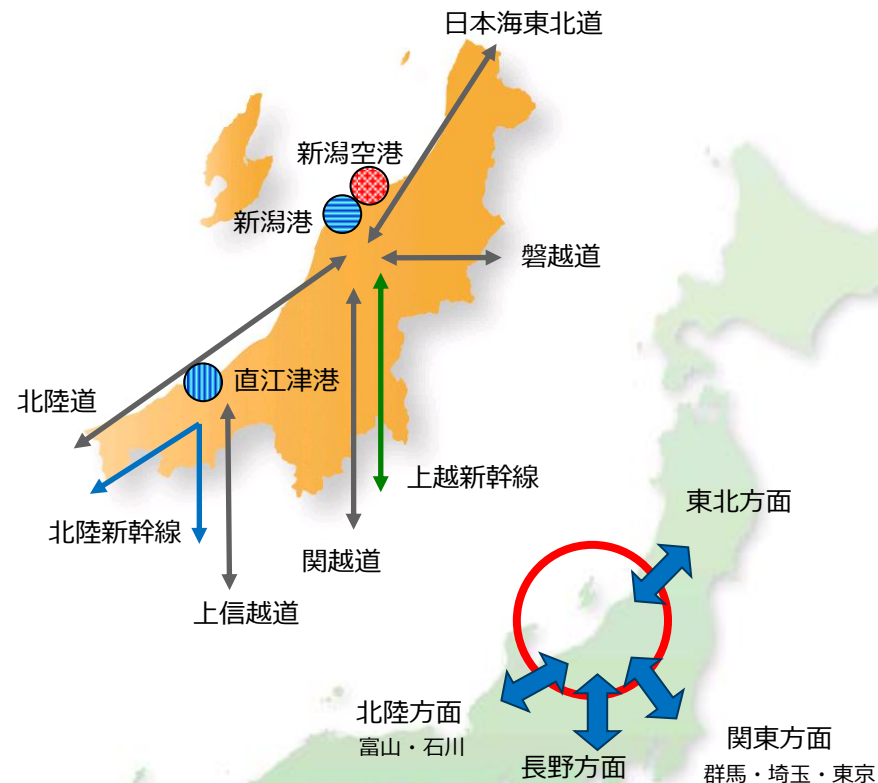 日本海東北道
新潟空港
新潟港
磐越道
直江津港
北陸道
上越新幹線
北陸新幹線
関越道
上信越道
東北方面
北陸方面
富山・石川
長野方面
関東方面
群馬・埼玉・東京